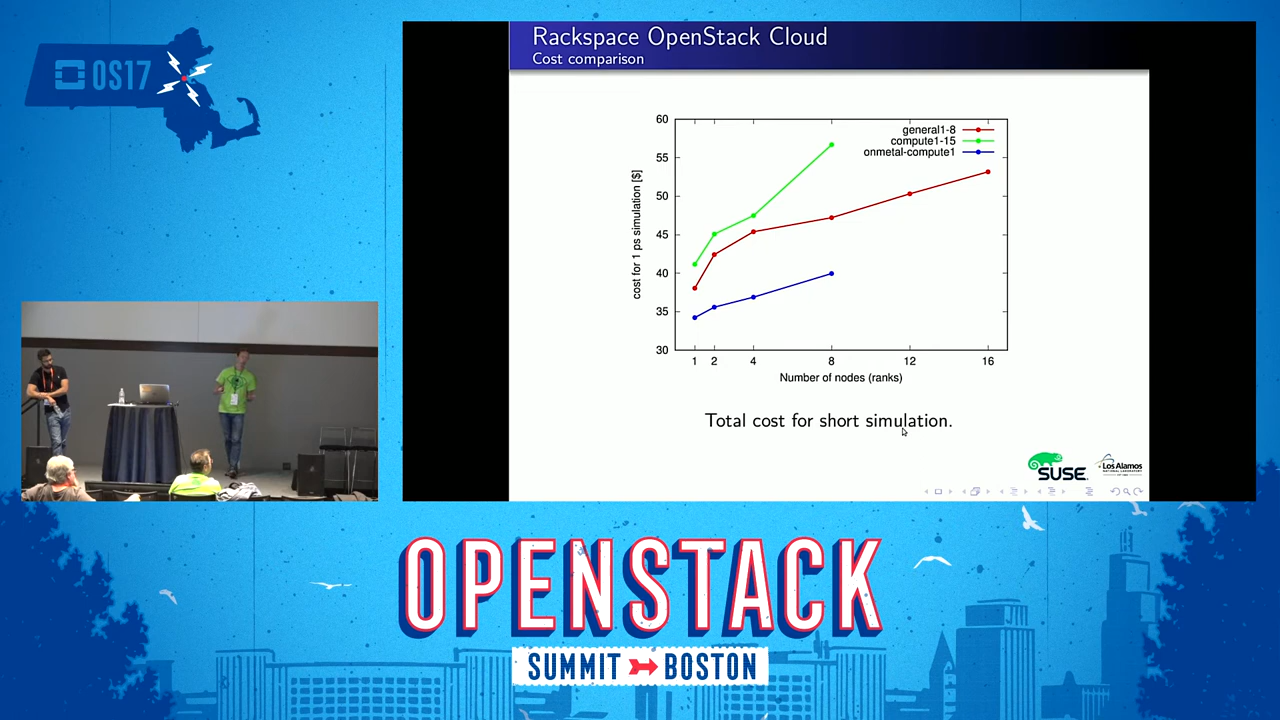 OS17
Rackspace OpenStack Cloud
Cost comparison
60
55
50
45
40
35
30
cost for 1 ps simulation [$]
general1-8
compute1-15
onmetal-compute1
1 2 4 8 12 16
Number of nodes (ranks)
Total cost for short simulation.
SUSE
Los Alamos
NATIONAL LABORATORY
OPENSTACK
SUMMIT BOSTON